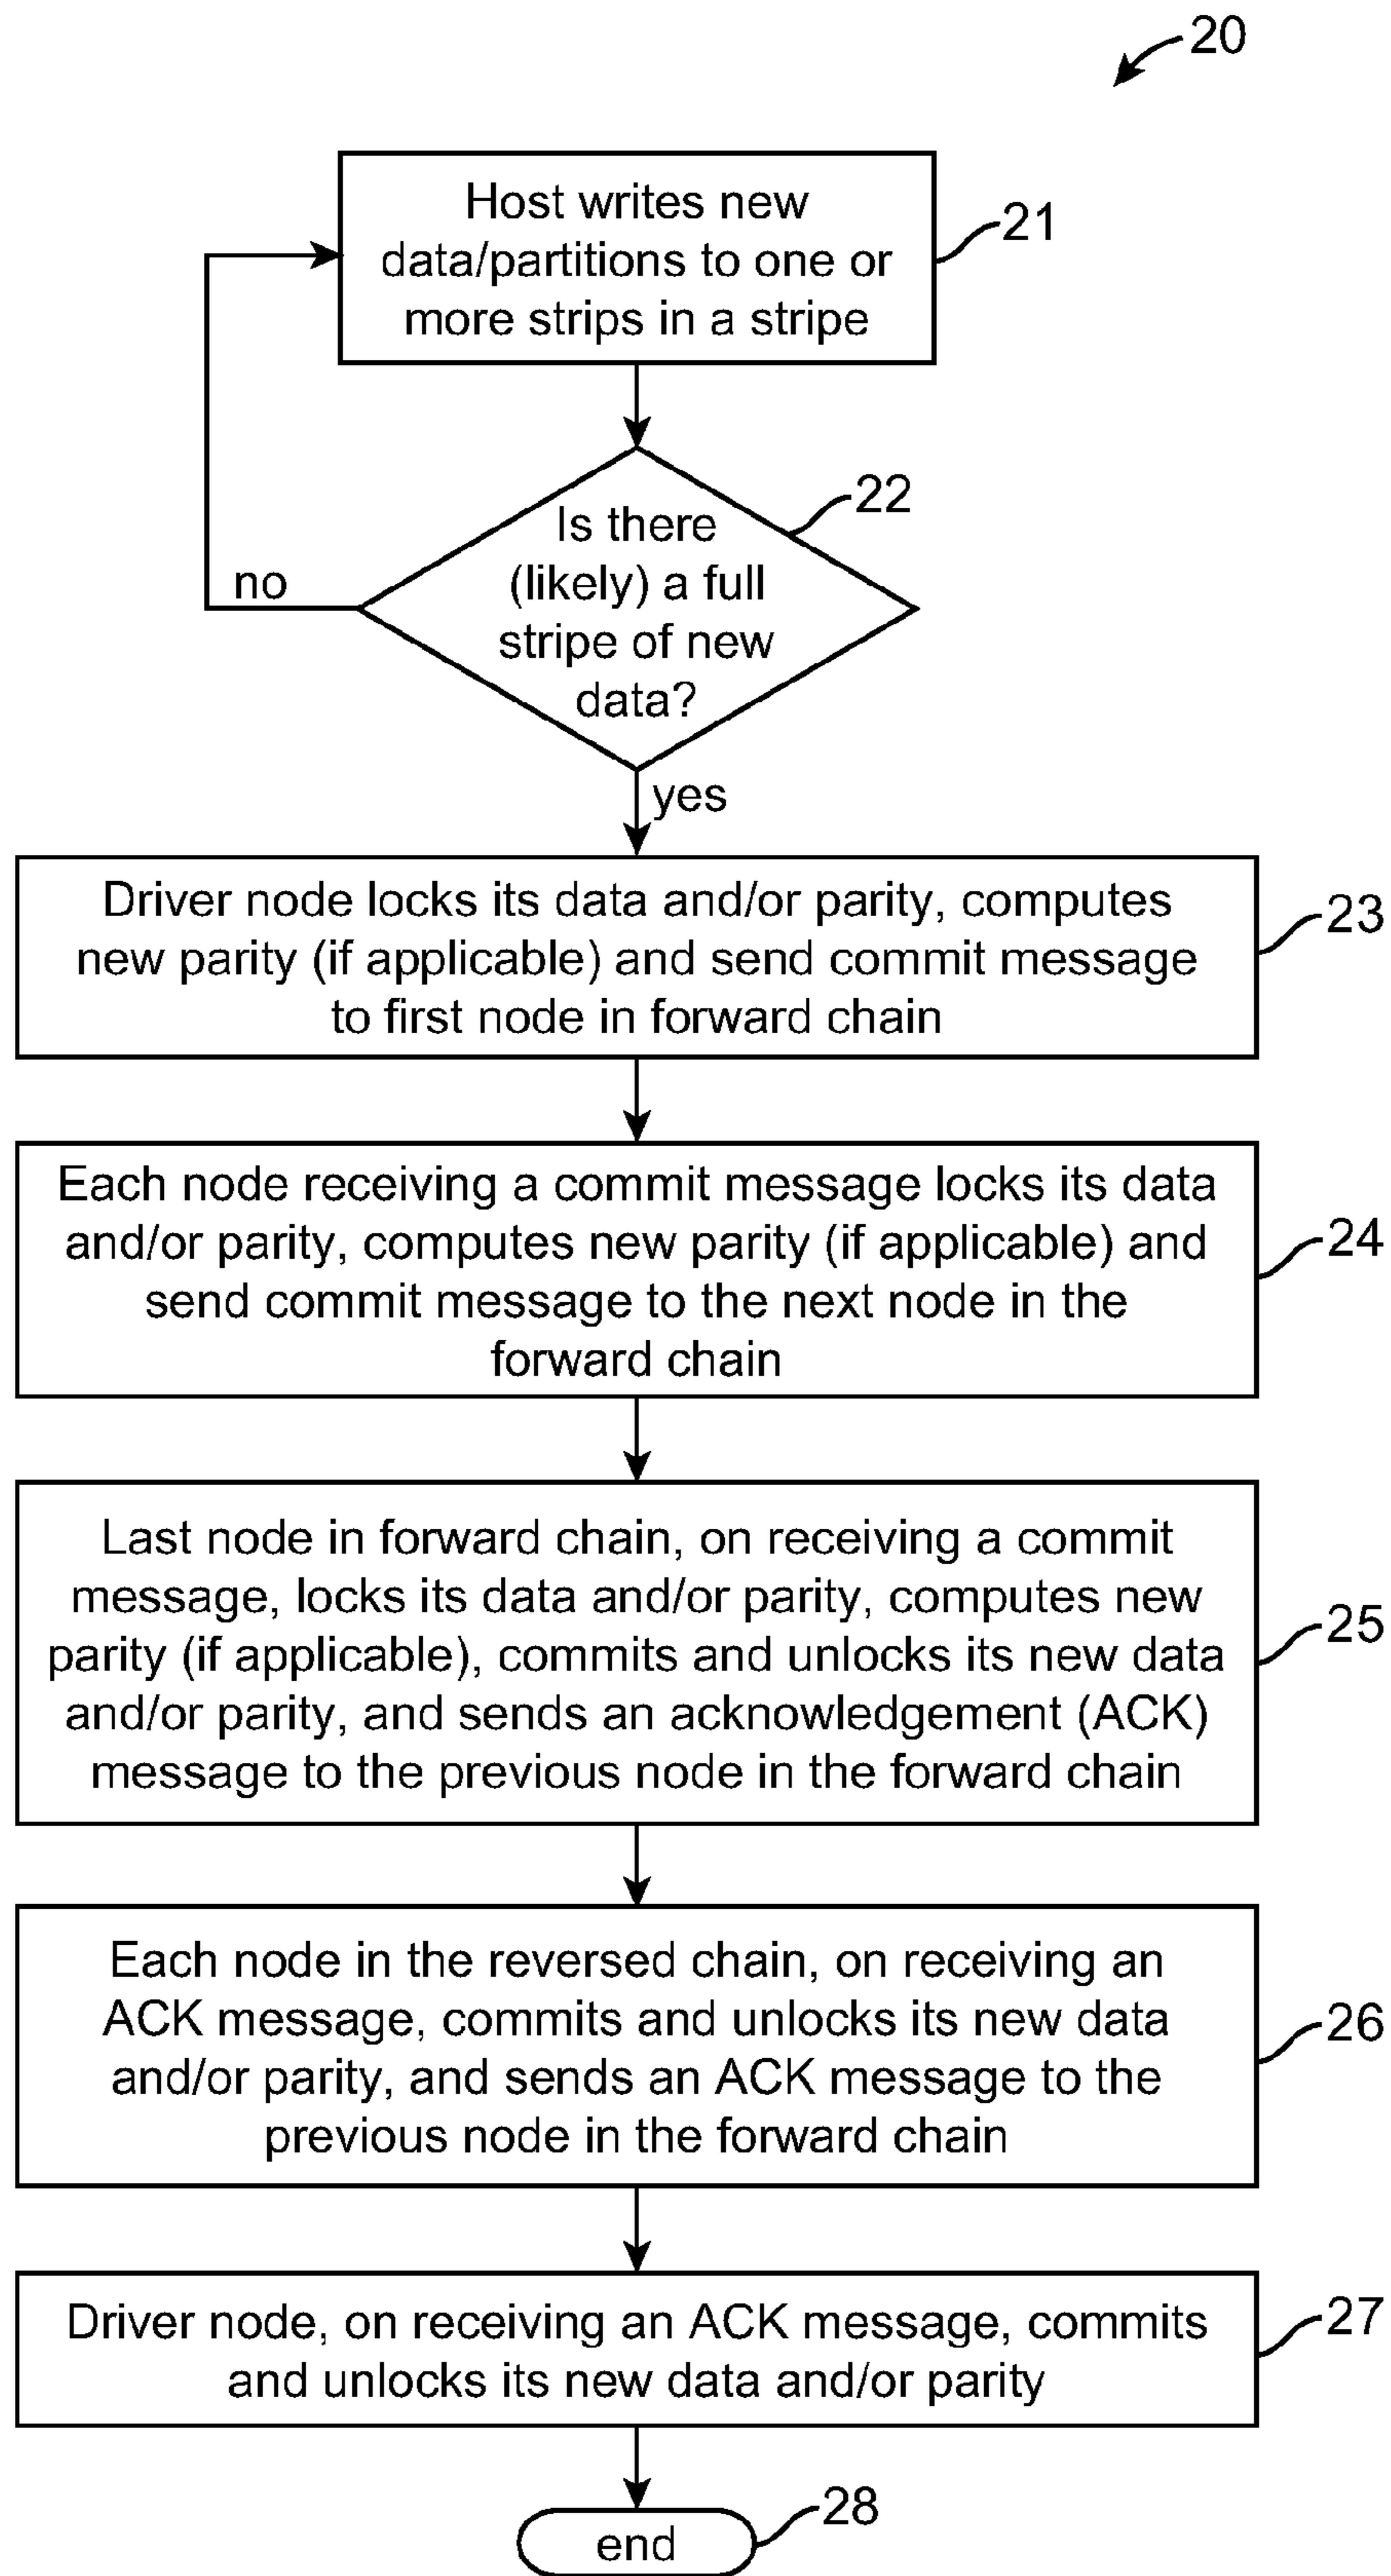 20
Host writes new
data/partitions to one or
more strips in a stripe
21
Is there
(likely) a full
stripe of new
data?
22
no
yes
Driver node locks its data and/or parity, computes
new parity (if applicable) and send commit message
to first node in forward chain
23
Each node receiving a commit message locks its data
and/or parity, computes new parity (if applicable) and
send commit message to the next node in the
forward chain
24
Last node in forward chain, on receiving a commit
message, locks its data and/or parity, computes new
parity (if applicable), commits and unlocks its new data
and/or parity, and sends an acknowledgement (ACK)
message to the previous node in the forward chain
25
Each node in the reversed chain, on receiving an
ACK message, commits and unlocks its new data
and/or parity, and sends an ACK message to the
previous node in the forward chain
26
Driver node, on receiving an ACK message, commits
and unlocks its new data and/or parity
27
end
28